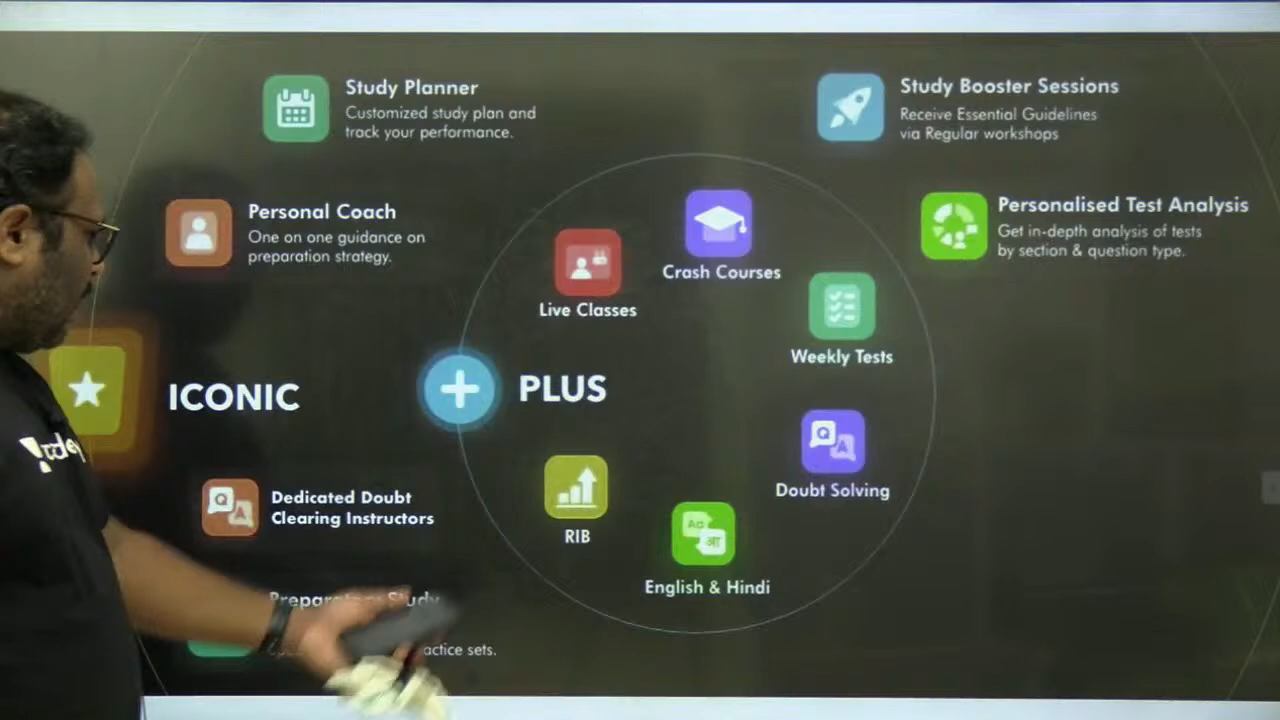 Study Planner
Customized study plan and
track your performance.
Study Booster Sessions
Receive Essential Guidelines
via Regular workshops
Personal Coach
One on one guidance on
preparation strategy.
Personalised Test Analysis
Get in-depth analysis of tests
by section & question type.
Crash Courses
Live Classes
Weekly Tests
ICONIC
PLUS
Q
A
Doubt Solving
Q
A
Dedicated Doubt
Clearing Instructors
RIB
Aa
अ
English & Hindi
Preparatory Study
sets.